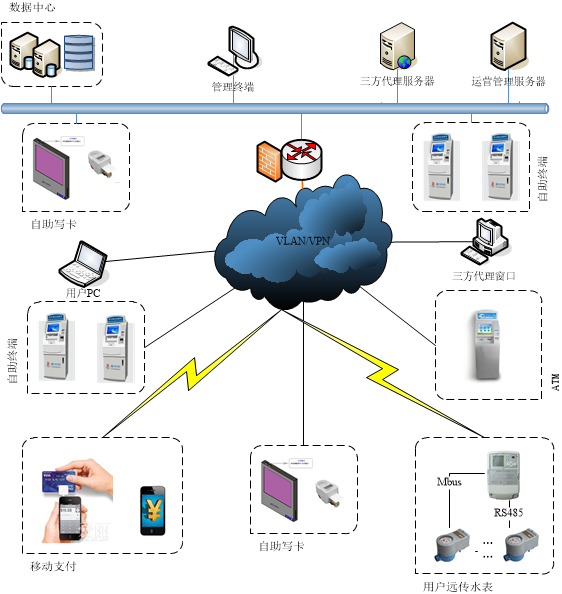 数据中心
管理终端
三方代理服务器
运营管理服务器
自助写卡
自助终端
VLAN/VPN
用户PC
三方代理窗口
自助终端
ATM
Mbus
RS485
移动支付
自助写卡
用户远传水表